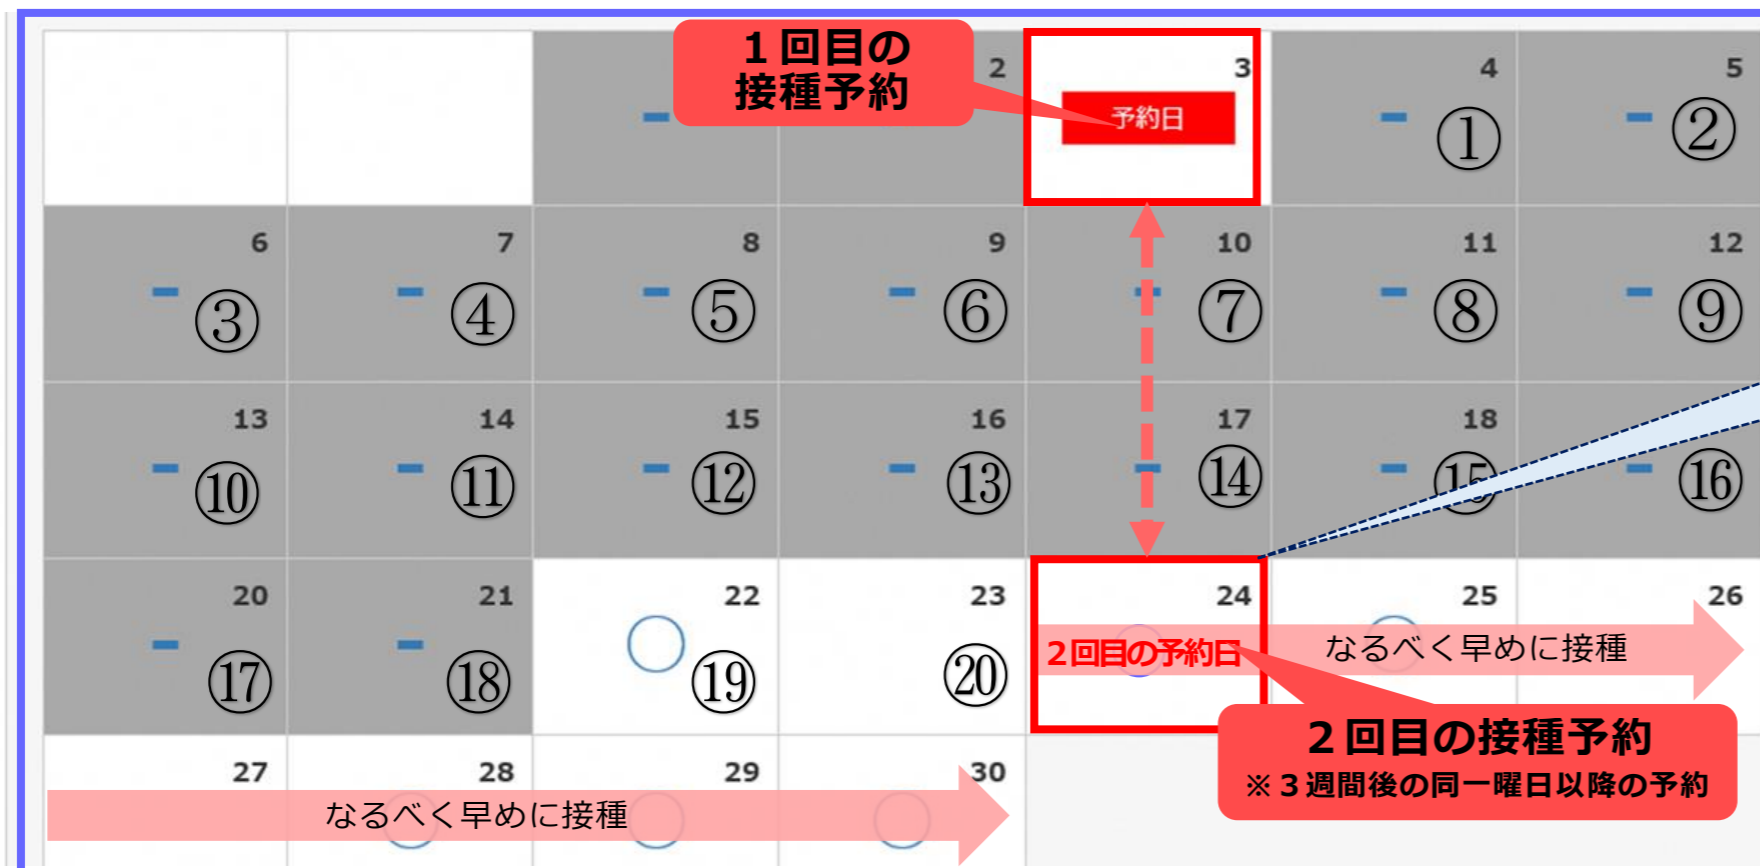 1回目の
接種予約
2
3
4
5
予約日
- ① - ②
6 7 8 9 10 11 12
- ③ - ④ - ⑤ - ⑥ - ⑦ - ⑧ - ⑨
13 14 15 16 17 18
- ⑩ - ⑪ - ⑫ - ⑬ - ⑭ - ⑮ - ⑯
20 21 22 23 24 25 26
- ⑰ - ⑱ ○ ⑲ ⑳
2回目の予約日
なるべく早めに接種
2回目の接種予約
※3週間後の同一曜日以降の予約
27 28 29 30
なるべく早めに接種